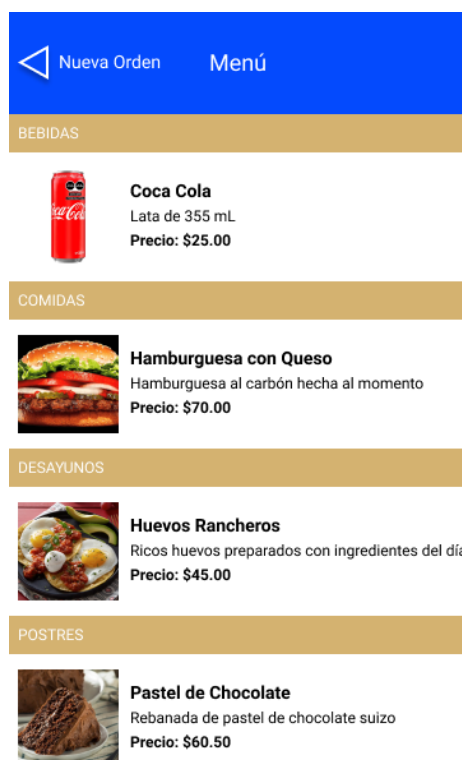 Nueva Orden Menú
BEBIDAS
Coca Cola
Lata de 355 mL
Precio: $25.00
COMIDAS
Hamburguesa con Queso
Hamburguesa al carbón hecha al momento
Precio: $70.00
DESAYUNOS
Huevos Rancheros
Ricos huevos preparados con ingredientes del día
Precio: $45.00
POSTRES
Pastel de Chocolate
Rebanada de pastel de chocolate suizo
Precio: $60.50